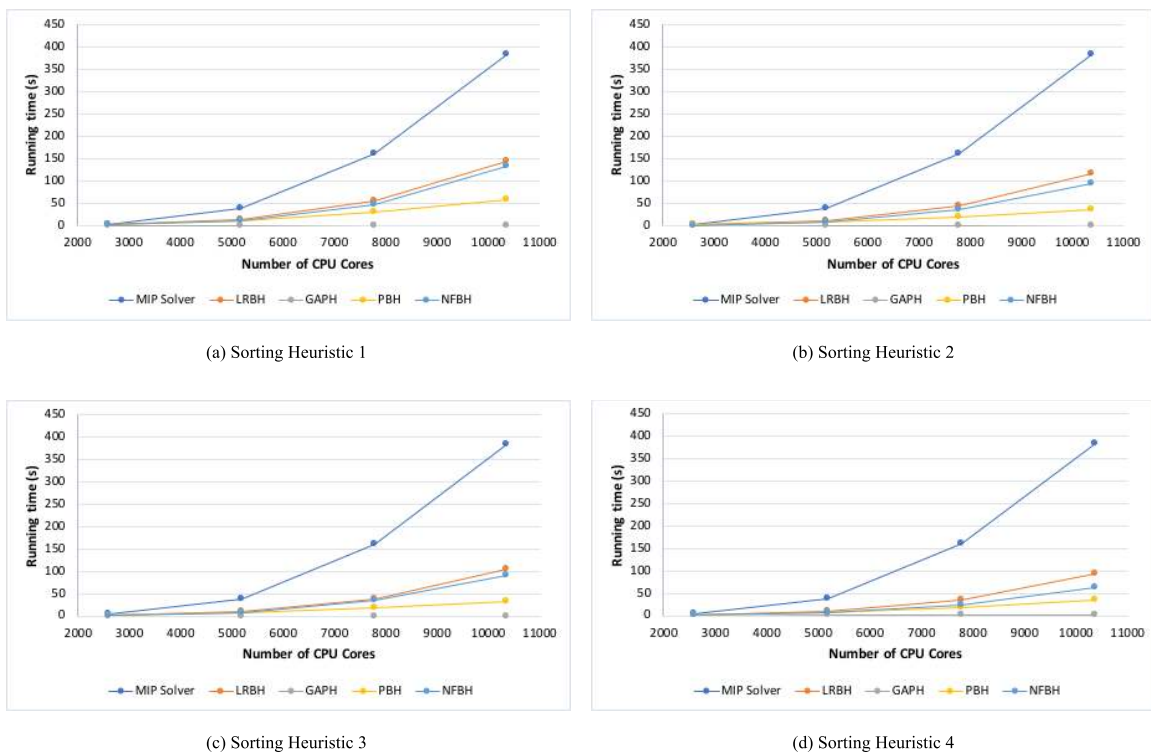 450
400
350
300
250
200
150
100
50
0
Running time (s)
2000 3000 4000 5000 6000 7000 8000 9000 10000 11000
Number of CPU Cores
MIP Solver LRBH GAPH PBH NFBH
(a) Sorting Heuristic 1
450
400
350
300
250
200
150
100
50
0
Running time (s)
2000 3000 4000 5000 6000 7000 8000 9000 10000 11000
Number of CPU Cores
MIP Solver LRBH GAPH PBH NFBH
(b) Sorting Heuristic 2
450
400
350
300
250
200
150
100
50
0
Running time (s)
2000 3000 4000 5000 6000 7000 8000 9000 10000 11000
Number of CPU Cores
MIP Solver LRBH GAPH PBH NFBH
(c) Sorting Heuristic 3
450
400
350
300
250
200
150
100
50
0
Running time (s)
2000 3000 4000 5000 6000 7000 8000 9000 10000 11000
Number of CPU Cores
MIP Solver LRBH GAPH PBH NFBH
(d) Sorting Heuristic 4